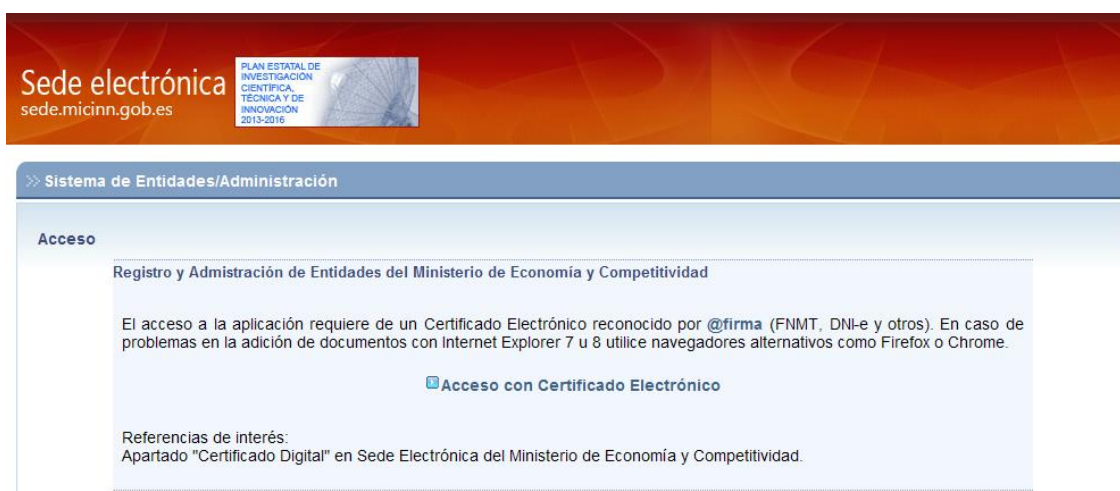 Sede electrónica
sede.micinn.gob.es
PLAN ESTATAL DE
INVESTIGACIÓN
CIENTÍFICA,
TÉCNICA Y DE
INNOVACIÓN
2013-2016
Sistema de Entidades/Administración
Acceso
Registro y Admistración de Entidades del Ministerio de Economía y Competitividad
El acceso a la aplicación requiere de un Certificado Electrónico reconocido por @firma (FNMT, DNI-e y otros). En caso de
problemas en la adición de documentos con Internet Explorer 7 u 8 utilice navegadores alternativos como Firefox o Chrome.
Acceso con Certificado Electrónico
Referencias de interés:
Apartado "Certificado Digital" en Sede Electrónica del Ministerio de Economía y Competitividad.